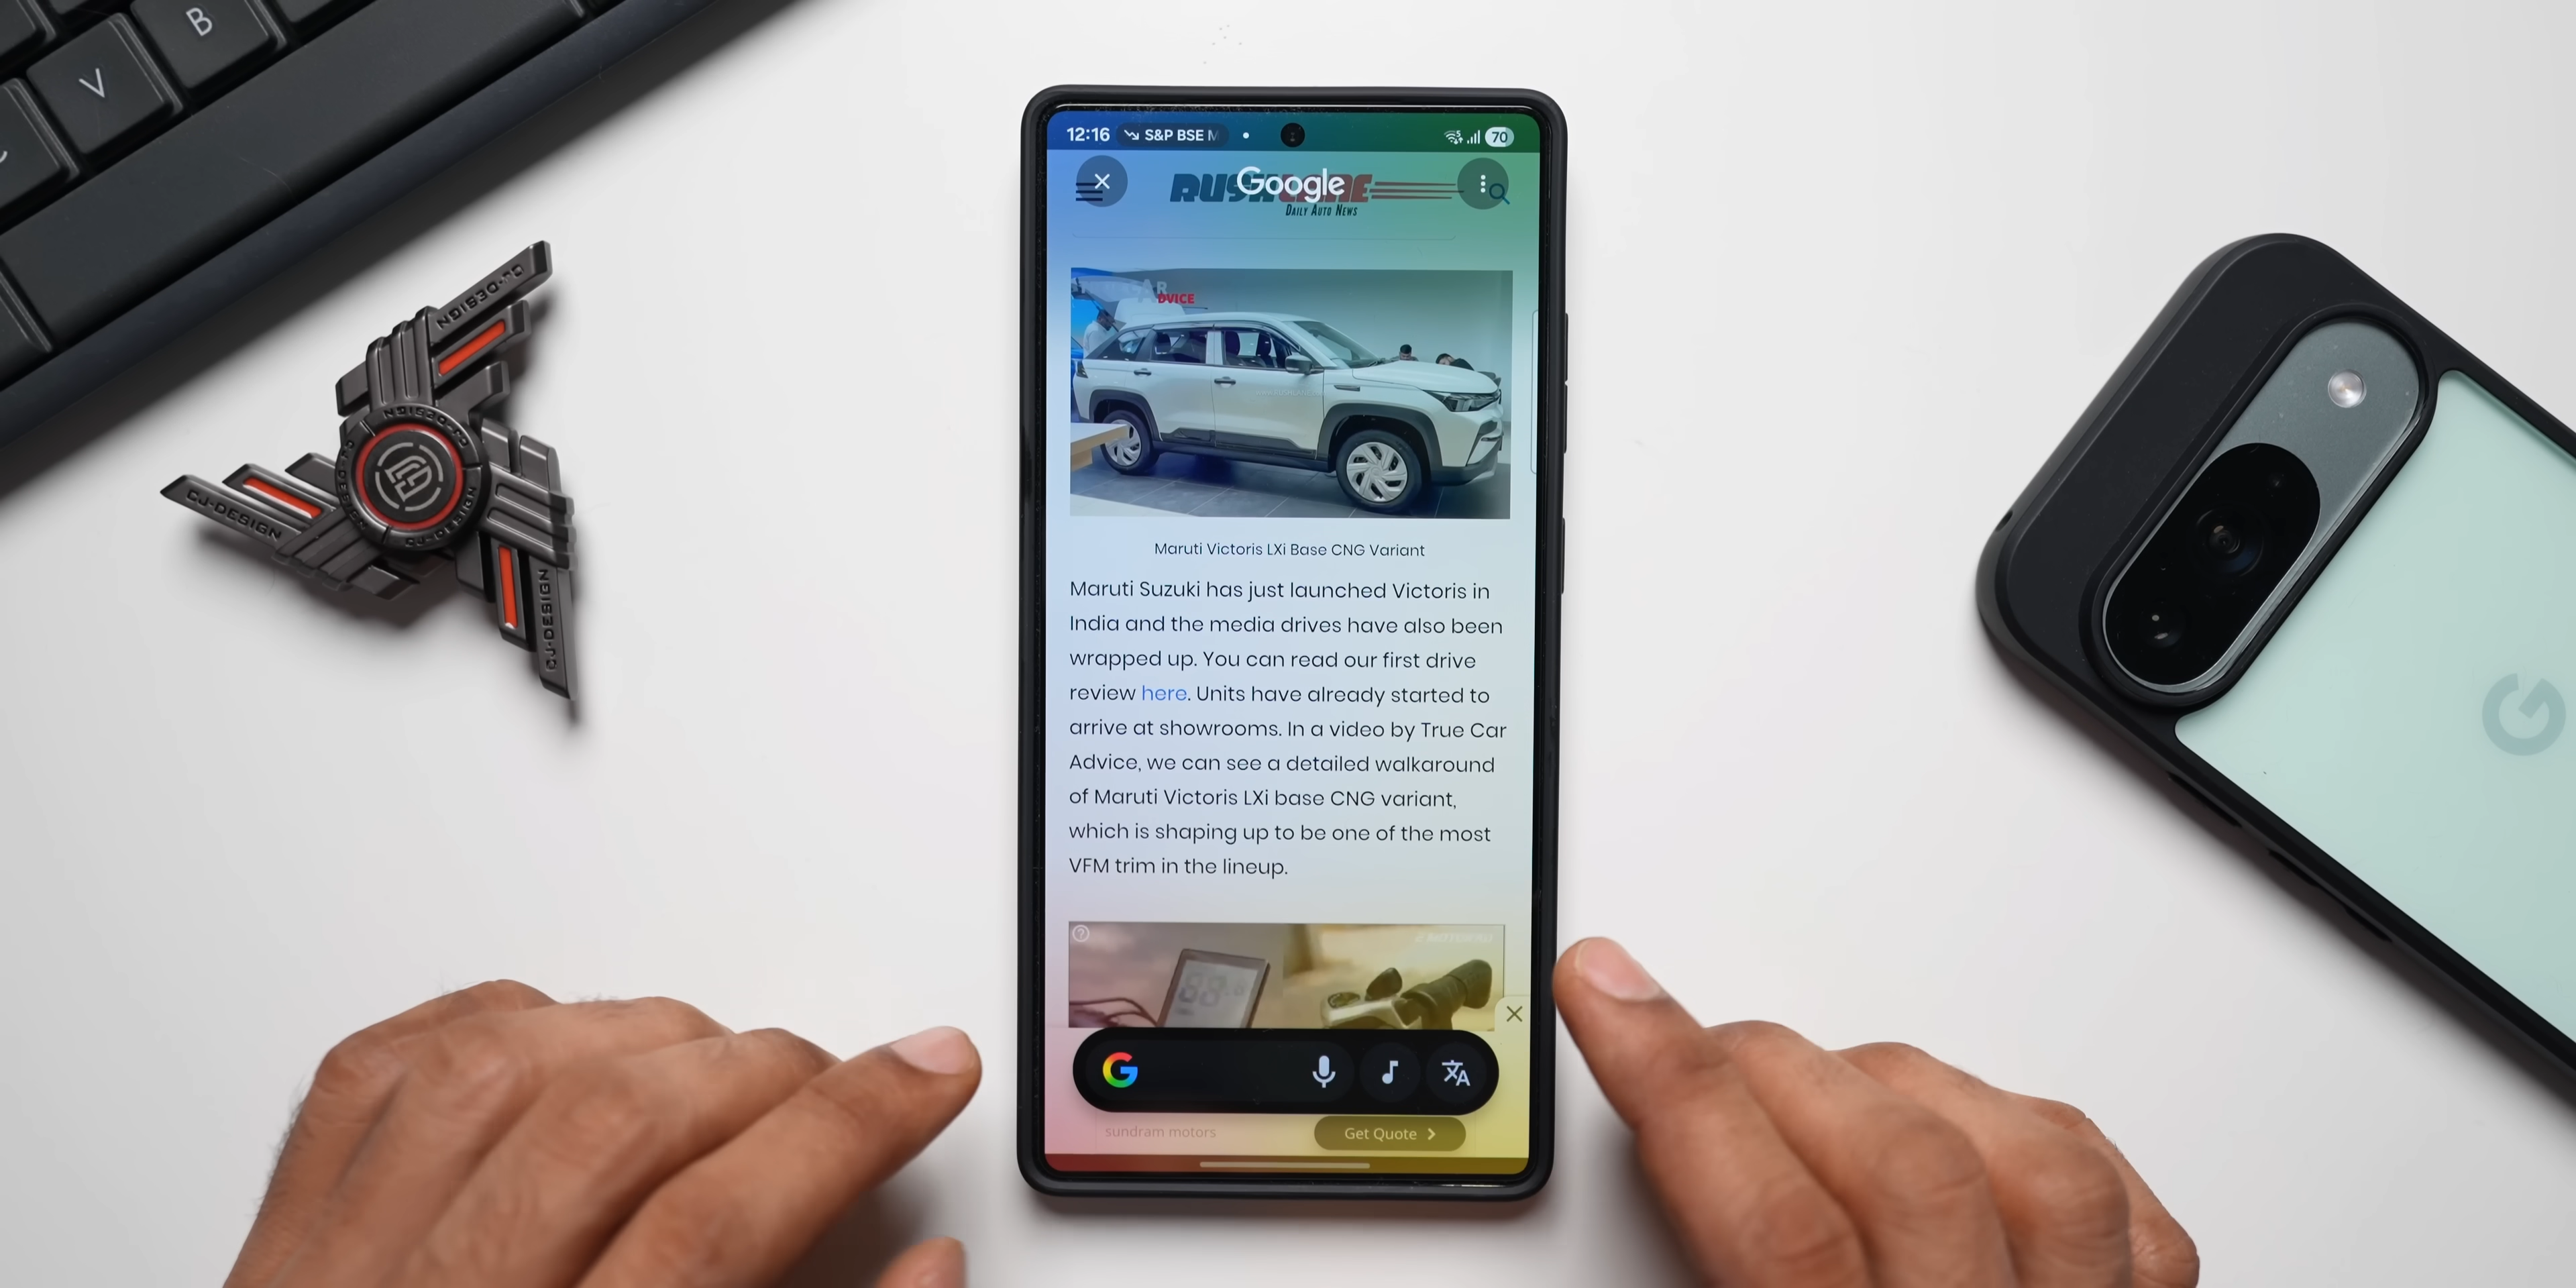 B
V
12:16 S&P BSE M 70
Google
DAILY AUTO NEWS
DVICE
Maruti Victoris LXi Base CNG Variant
Maruti Suzuki has just launched Victoris in
India and the media drives have also been
wrapped up. You can read our first drive
review here. Units have already started to
arrive at showrooms. In a video by True Car
Advice, we can see a detailed walkaround
of Maruti Victoris LXi base CNG variant,
which is shaping up to be one of the most
VFM trim in the lineup.
sundram motors
Get Quote
CJ-DESIGN
CJ-DESIGN
CJ-DESIGN